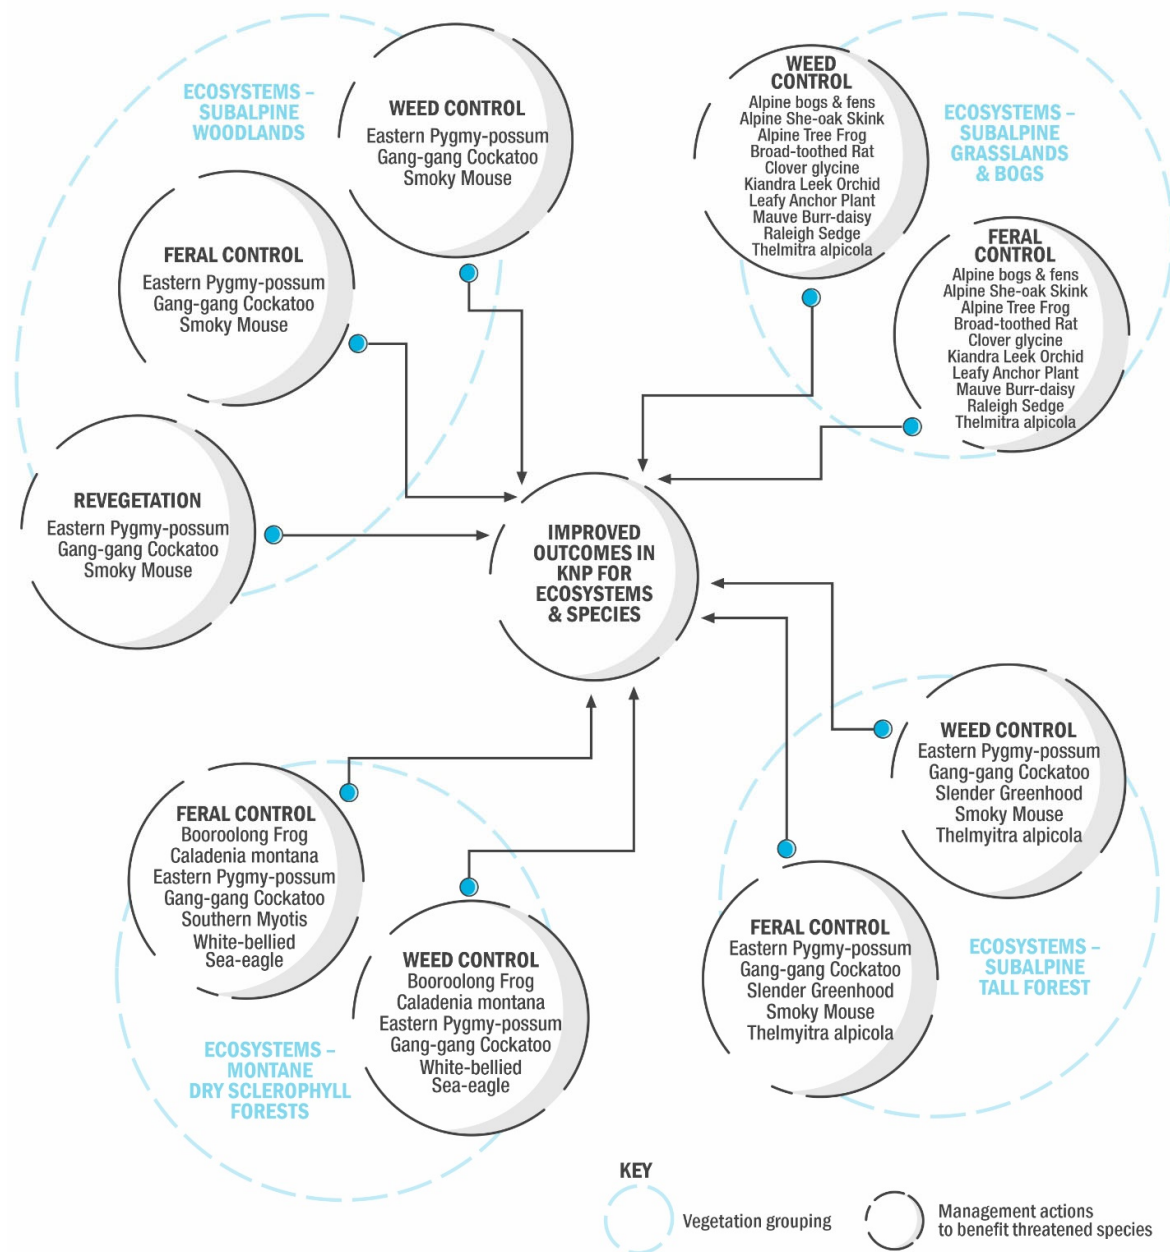 ECOSYSTEMS –
SUBALPINE
WOODLANDS
WEED CONTROL
Eastern Pygmy-possum
Gang-gang Cockatoo
Smoky Mouse
FERAL CONTROL
Eastern Pygmy-possum
Gang-gang Cockatoo
Smoky Mouse
REVEGETATION
Eastern Pygmy-possum
Gang-gang Cockatoo
Smoky Mouse
WEED
CONTROL
Alpine bogs & fens
Alpine She-oak Skink
Alpine Tree Frog
Broad-toothed Rat
Clover glycine
Kiandra Leek Orchid
Leafy Anchor Plant
Mauve Burr-daisy
Raleigh Sedge
Thelmitra alpicola
ECOSYSTEMS –
SUBALPINE
GRASSLANDS
& BOGS
FERAL
CONTROL
Alpine bogs & fens
Alpine She-oak Skink
Alpine Tree Frog
Broad-toothed Rat
Clover glycine
Kiandra Leek Orchid
Leafy Anchor Plant
Mauve Burr-daisy
Raleigh Sedge
Thelmitra alpicola
IMPROVED
OUTCOMES IN
KNP FOR
ECOSYSTEMS
& SPECIES
FERAL CONTROL
Booroolong Frog
Caladenia montana
Eastern Pygmy-possum
Gang-gang Cockatoo
Southern Myotis
White-bellied
Sea-eagle
WEED CONTROL
Booroolong Frog
Caladenia montana
Eastern Pygmy-possum
Gang-gang Cockatoo
White-bellied
Sea-eagle
ECOSYSTEMS –
MONTANE
DRY SCLEROPHYLL
FORESTS
WEED CONTROL
Eastern Pygmy-possum
Gang-gang Cockatoo
Slender Greenhood
Smoky Mouse
Thelmyitra alpicola
FERAL CONTROL
Eastern Pygmy-possum
Gang-gang Cockatoo
Slender Greenhood
Smoky Mouse
Thelmyitra alpicola
ECOSYSTEMS –
SUBALPINE
TALL FOREST
KEY
Vegetation grouping
Management actions
to benefit threatened species